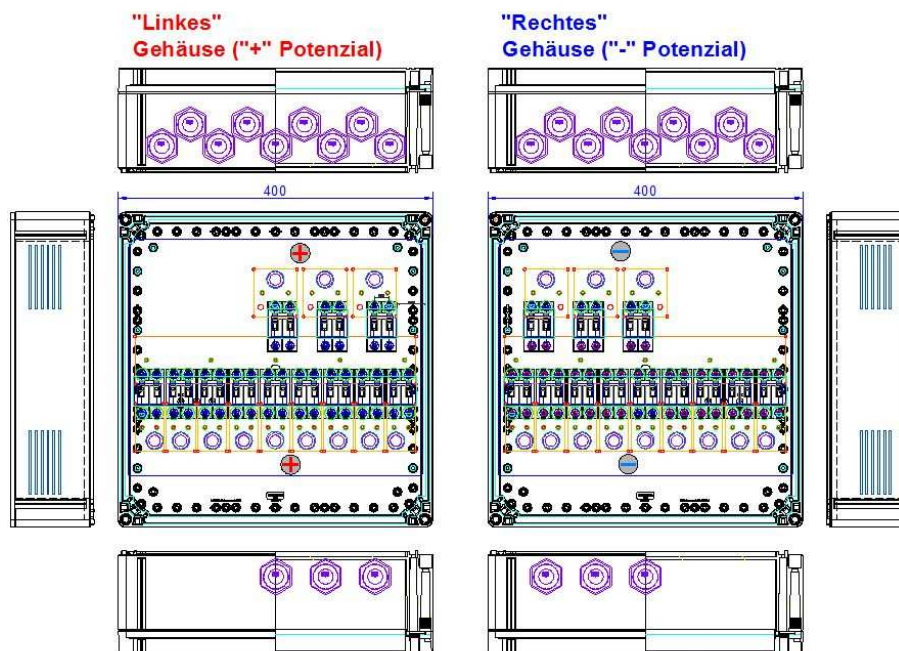 "Linkes"
Gehäuse ("+" Potenzial)
"Rechtes"
Gehäuse ("-" Potenzial)
400
400